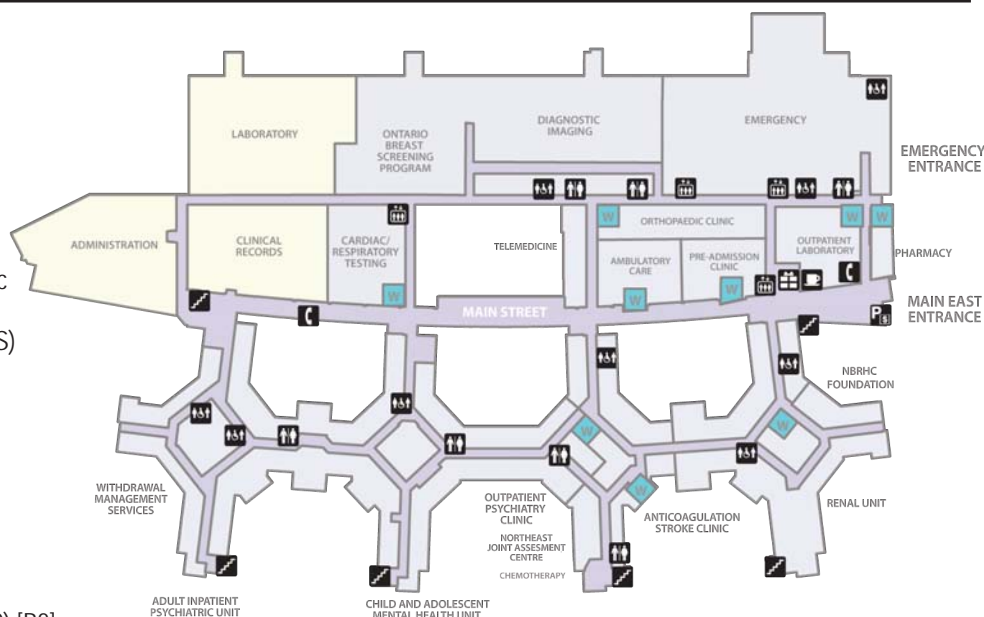 LABORATORY
ONTARIO
BREAST
SCREENING
PROGRAM
DIAGNOSTIC
IMAGING
EMERGENCY
EMERGENCY
ENTRANCE
ADMINISTRATION
CLINICAL
RECORDS
CARDIAC/
RESPIRATORY
TESTING
W
TELEMEDICINE
W
ORTHOPAEDIC CLINIC
AMBULATORY
CARE
W
PRE-ADMISSION
CLINIC
W
OUTPATIENT
LABORATORY
W
W
PHARMACY
C
S)
MAIN STREET
MAIN EAST
ENTRANCE
P
$
NBRHC
FOUNDATION
W
W
W
WITHDRAWAL
MANAGEMENT
SERVICES
OUTPATIENT
PSYCHIATRY
CLINIC
NORTHEAST
JOINT ASSESMENT
CENTRE
CHEMOTHERAPY
ANTICOAGULATION
STROKE CLINIC
RENAL UNIT
ADULT INPATIENT
PSYCHIATRIC UNIT
CHILD AND ADOLESCENT
MENTAL HEALTH UNIT